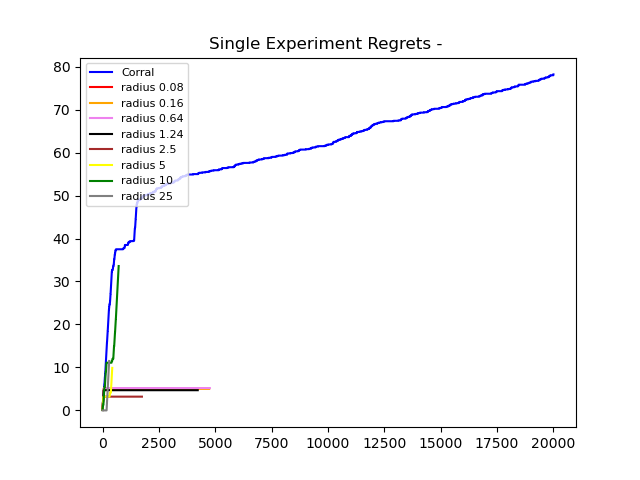 Single Experiment Regrets -
80
70
60
50
40
30
20
10
0
Corral
radius 0.08
radius 0.16
radius 0.64
radius 1.24
radius 2.5
radius 5
radius 10
radius 25
0 2500 5000 7500 10000 12500 15000 17500 20000